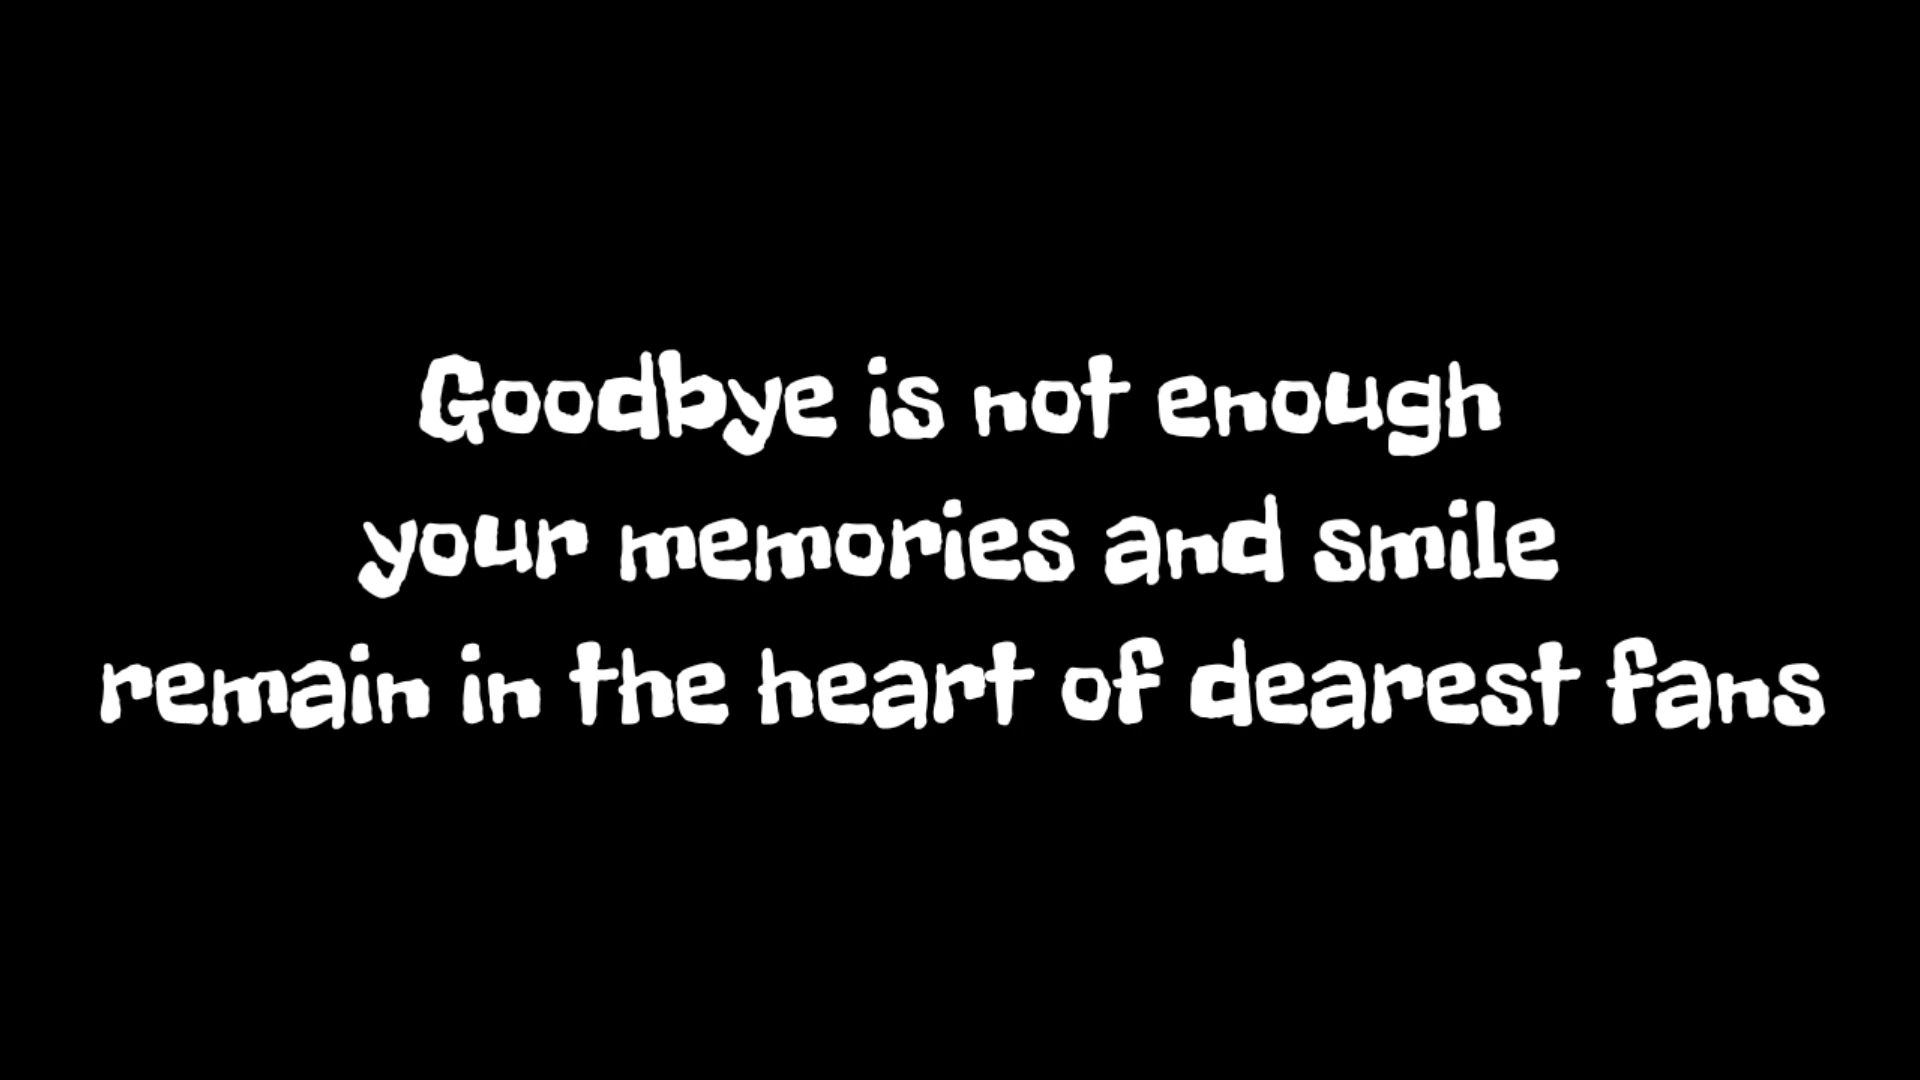 Goodbye is not enough
your memories and smile
remain in the heart of dearest fans